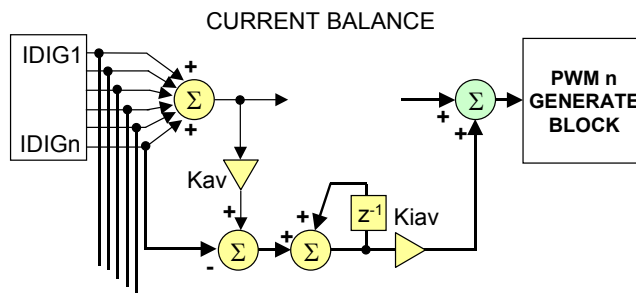 CURRENT BALANCE
IDIG1
IDIGn
+
+
Σ
Kav
+
-
Σ
+
+
Σ
z⁻¹
Kiav
+
+
Σ
PWM n
GENERATE
BLOCK